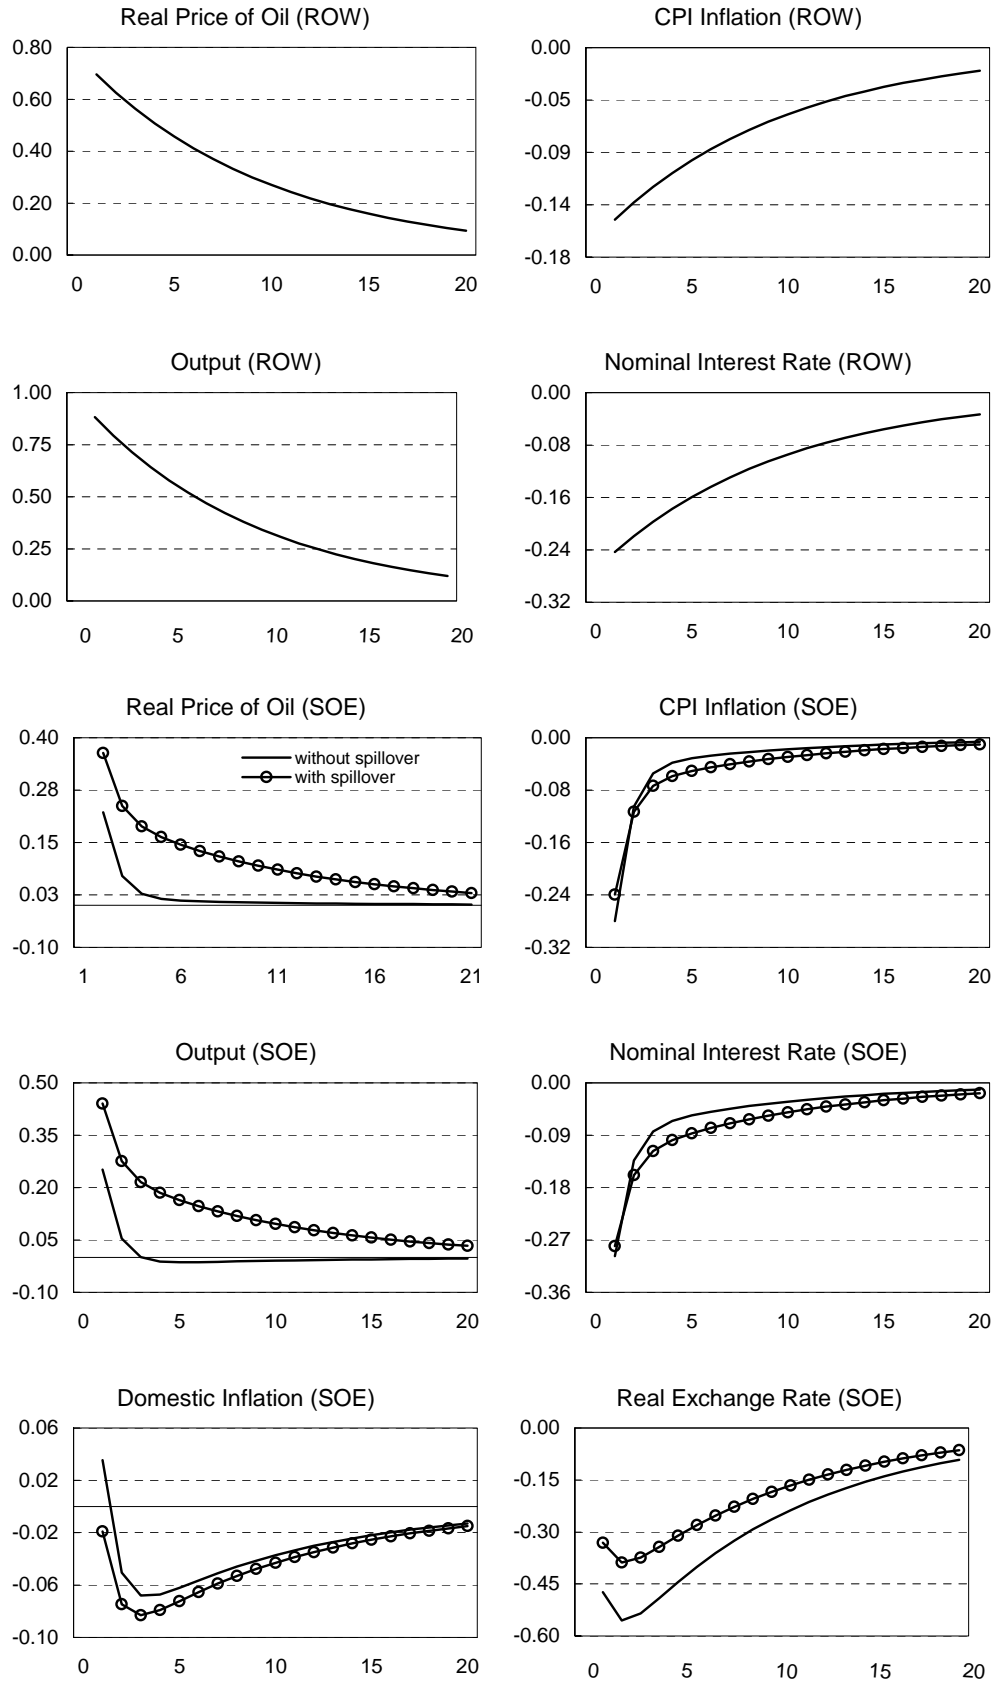 Real Price of Oil (ROW)
0.80
0.60
0.40
0.20
0.00
0 5 10 15 20
CPI Inflation (ROW)
0.00
-0.05
-0.09
-0.14
-0.18
0 5 10 15 20
Output (ROW)
1.00
0.75
0.50
0.25
0.00
0 5 10 15 20
Nominal Interest Rate (ROW)
0.00
-0.08
-0.16
-0.24
-0.32
0 5 10 15 20
Real Price of Oil (SOE)
0.40
0.28
0.15
0.03
-0.10
without spillover
with spillover
1 6 11 16 21
CPI Inflation (SOE)
0.00
-0.08
-0.16
-0.24
-0.32
0 5 10 15 20
Output (SOE)
0.50
0.35
0.20
0.05
-0.10
0 5 10 15 20
Nominal Interest Rate (SOE)
0.00
-0.09
-0.18
-0.27
-0.36
0 5 10 15 20
Domestic Inflation (SOE)
0.06
0.02
-0.02
-0.06
-0.10
0 5 10 15 20
Real Exchange Rate (SOE)
0.00
-0.15
-0.30
-0.45
-0.60
0 5 10 15 20